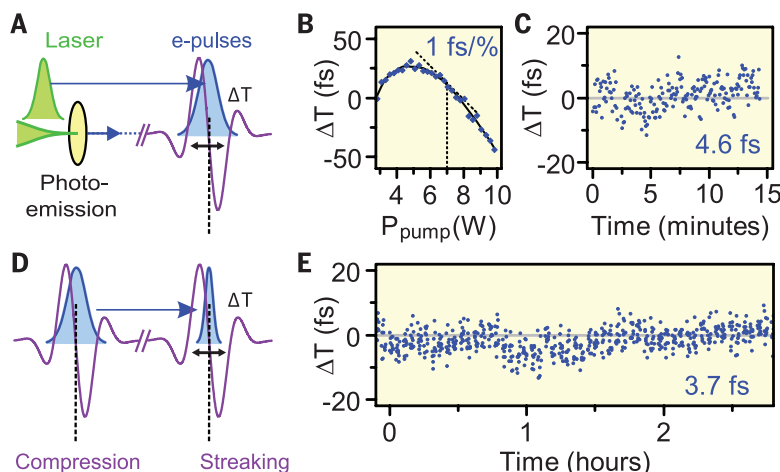 A
Laser
e-pulses
ΔT
Photo-
emission
B
1 fs/%
ΔT (fs)
50
0
-50
4 6 8 10
P_pump (W)
C
ΔT (fs)
20
0
-20
4.6 fs
0 5 10 15
Time (minutes)
D
ΔT
Compression
Streaking
E
ΔT (fs)
20
0
-20
3.7 fs
0 1 2
Time (hours)